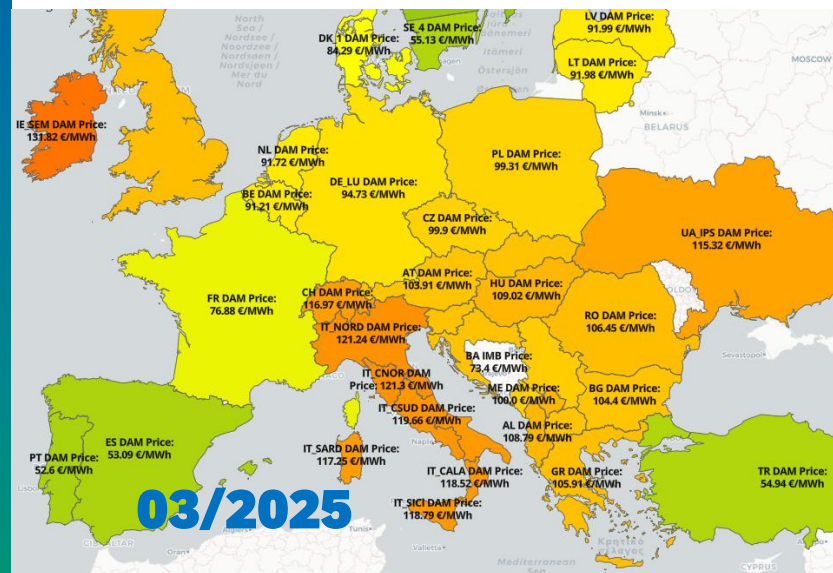 North
Sea /
Noordsee /
Noordzee /
Nordsøen /
Nordsjøen /
Mer du
Nord
DK_1 DAM Price:
84.29 €/MWh
SE_4 DAM Price:
55.13 €/MWh
LV DAM Price:
91.99 €/MWh
LT DAM Price:
91.98 €/MWh
MOSCOW
Itämeri
Östersjön
Minsk
BELARUS
IE_SEM DAM Price:
131.82 €/MWh
NL DAM Price:
91.72 €/MWh
BE DAM Price:
91.21 €/MWh
DE_LU DAM Price:
94.73 €/MWh
PL DAM Price:
99.31 €/MWh
CZ DAM Price:
99.9 €/MWh
UA_IPS DAM Price:
115.32 €/MWh
AT DAM Price:
103.91 €/MWh
HU DAM Price:
109.02 €/MWh
CH DAM Price:
116.97 €/MWh
FR DAM Price:
76.88 €/MWh
IT_NORD DAM Price:
121.24 €/MWh
RO DAM Price:
106.45 €/MWh
Sevastopol
BA IMB Price:
73.4 €/MWh
IT_CNOR DAM
Price: 121.3 €/MWh
ME DAM Price:
100.0 €/MWh
BG DAM Price:
104.4 €/MWh
IT_CSUD DAM Price:
119.66 €/MWh
AL DAM Price:
108.79 €/MWh
ES DAM Price:
53.09 €/MWh
PT DAM Price:
52.6 €/MWh
IT_SARD DAM Price:
117.25 €/MWh
IT_CALA DAM Price:
118.52 €/MWh
GR DAM Price:
105.91 €/MWh
TR DAM Price:
54.94 €/MWh
IT_SICI DAM Price:
118.79 €/MWh
03/2025
Tunis
Oran
Valletta
Κρητικό
πέλαγος
Mediterranean
Sea
CYPRUS